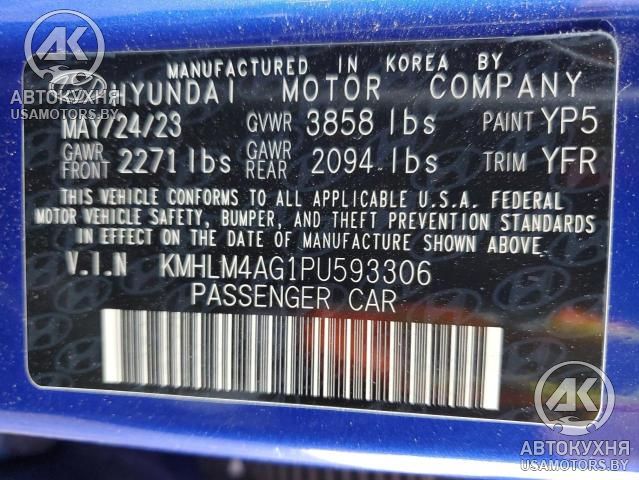 MANUFACTURED IN KOREA BY
HYUNDAI MOTOR COMPANY
MAY/24/23 GVWR 3858 lbs PAINT YP5
GAWR FRONT 2271 lbs GAWR REAR 2094 lbs TRIM YFR
THIS VEHICLE CONFORMS TO ALL APPLICABLE U.S.A. FEDERAL
MOTOR VEHICLE SAFETY, BUMPER, AND THEFT PREVENTION STANDARDS
IN EFFECT ON THE DATE OF MANUFACTURE SHOWN ABOVE.
V.I.N KMHLM4AG1PU593306
PASSENGER CAR
АК
АВТОКУХНЯ
USAMOTORS.BY
АК
АВТОКУХНЯ
USAMOTORS.BY